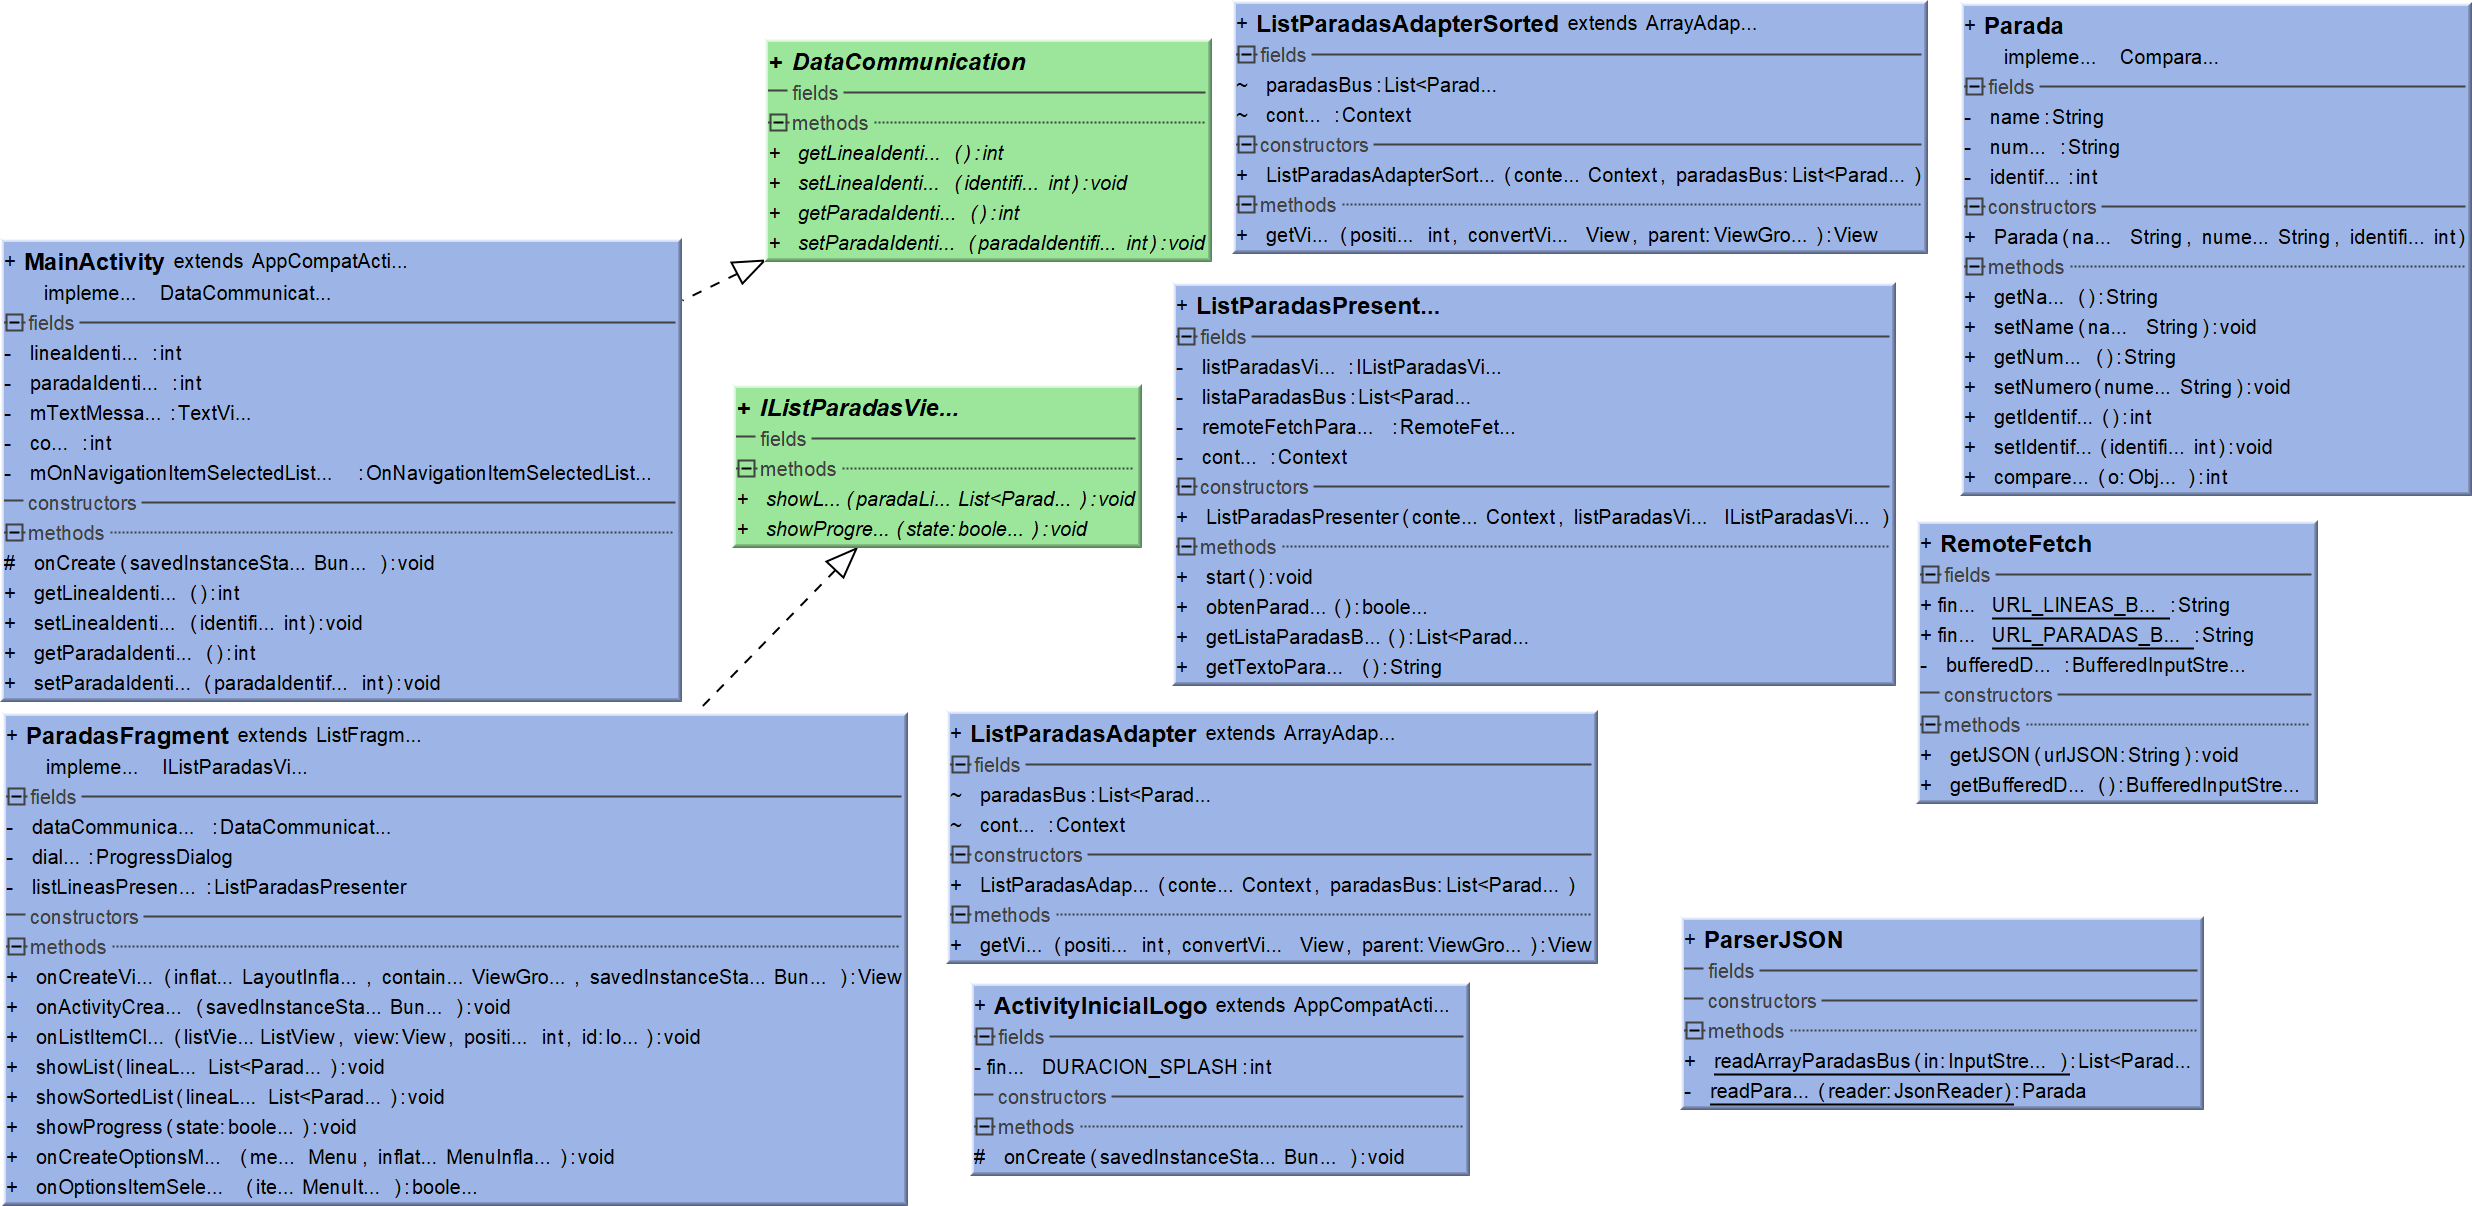 + MainActivity extends AppCompatActi...
impleme... DataCommunicat...
fields
- lineaIdenti... :int
- paradaIdenti... :int
- mTextMessa... :TextVi...
- co... :int
- mOnNavigationItemSelectedList... :OnNavigationItemSelectedList...
constructors
methods
# onCreate(savedInstanceSta... Bun... ):void
+ getLineaIdenti... ():int
+ setLineaIdenti... (identifi... int):void
+ getParadaIdenti... ():int
+ setParadaIdenti... (paradaIdentif... int):void
+ DataCommunication
fields
methods
+ getLineaIdenti... ():int
+ setLineaIdenti... (identifi... int):void
+ getParadaIdenti... ():int
+ setParadaIdenti... (paradaIdentifi... int):void
+ IListParadasVie...
fields
methods
+ showL... (paradaLi... List<Parad... ):void
+ showProgre... (state:boole... ):void
+ ListParadasAdapterSorted extends ArrayAdap...
fields
~ paradasBus:List<Parad...
~ cont... :Context
constructors
+ ListParadasAdapterSort... (conte... Context, paradasBus:List<Parad... )
methods
+ getVi... (positi... int, convertVi... View, parent:ViewGro... ):View
+ ListParadasPresent...
fields
- listParadasVi... :IListParadasVi...
- listaParadasBus:List<Parad...
- remoteFetchPara... :RemoteFet...
- cont... :Context
constructors
+ ListParadasPresenter(conte... Context, listParadasVi... IListParadasVi... )
methods
+ start():void
+ obtenParad... ():boole...
+ getListaParadasB... ():List<Parad...
+ getTextoPara... ():String
+ Parada
impleme... Compara...
fields
- name:String
- num... :String
- identif... :int
constructors
+ Parada(na... String, nume... String, identifi... int)
methods
+ getNa... ():String
+ setName(na... String):void
+ getNum... ():String
+ setNumero(nume... String):void
+ getIdentif... ():int
+ setIdentif... (identifi... int):void
+ compare... (o:Obj... ):int
+ RemoteFetch
fields
+ fin... URL_LINEAS_B... :String
+ fin... URL_PARADAS_B... :String
- bufferedD... :BufferedInputStre...
constructors
methods
+ getJSON(urlJSON:String):void
+ getBufferedD... ():BufferedInputStre...
+ ParadasFragment extends ListFragm...
impleme... IListParadasVi...
fields
- dataCommunica... :DataCommunicat...
- dial... :ProgressDialog
- listLineasPresen... :ListParadasPresenter
constructors
methods
+ onCreateVi... (inflat... LayoutInfla... , contain... ViewGro... , savedInstanceSta... Bun... ):View
+ onActivityCrea... (savedInstanceSta... Bun... ):void
+ onListItemCl... (listVie... ListView, view:View, positi... int, id:lo... ):void
+ showList(lineaL... List<Parad... ):void
+ showSortedList(lineaL... List<Parad... ):void
+ showProgress(state:boole... ):void
+ onCreateOptionsM... (me... Menu, inflat... MenuInfla... ):void
+ onOptionsItemSele... (ite... MenuIt... ):boole...
+ ListParadasAdapter extends ArrayAdap...
fields
~ paradasBus:List<Parad...
~ cont... :Context
constructors
+ ListParadasAdap... (conte... Context, paradasBus:List<Parad... )
methods
+ getVi... (positi... int, convertVi... View, parent:ViewGro... ):View
+ ActivityInicialLogo extends AppCompatActi...
fields
- fin... DURACION_SPLASH:int
constructors
methods
# onCreate(savedInstanceSta... Bun... ):void
+ ParserJSON
fields
constructors
methods
+ readArrayParadasBus(in:InputStre... ):List<Parad...
- readPara... (reader:JsonReader):Parada